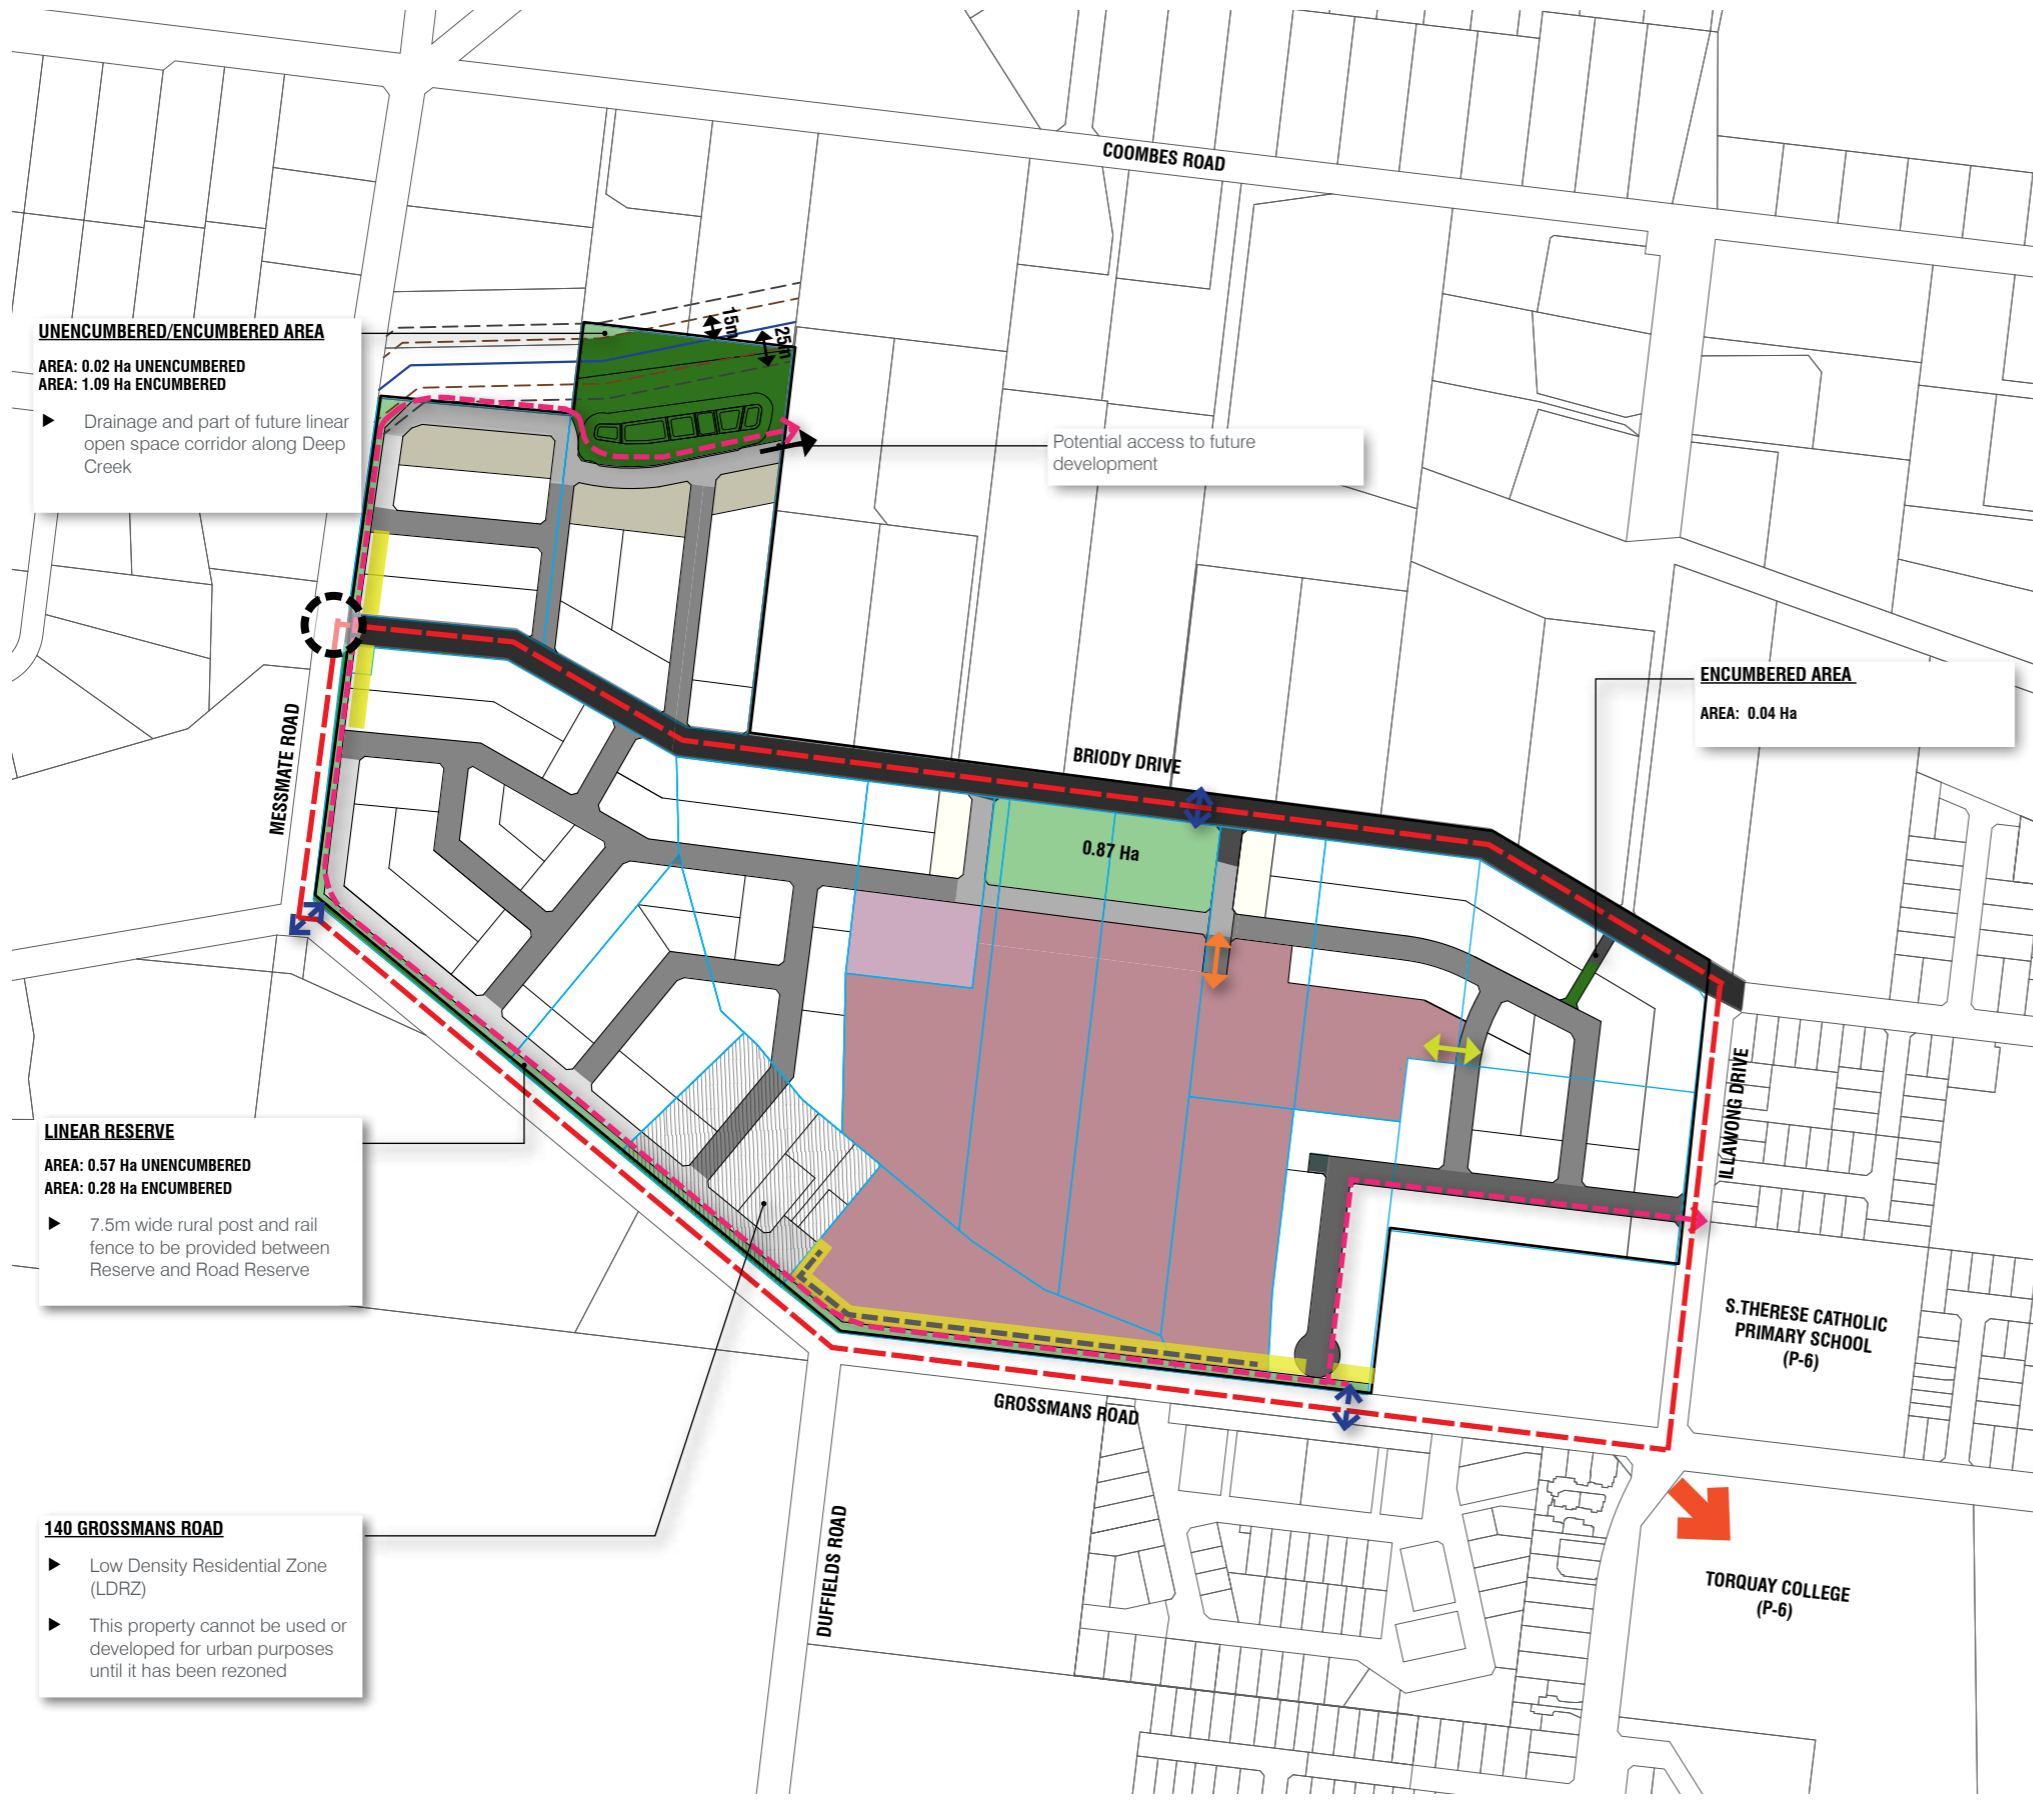 COOMBES ROAD
15m
25m
UNENCUMBERED/ENCUMBERED AREA
AREA: 0.02 Ha UNENCUMBERED
AREA: 1.09 Ha ENCUMBERED
► Drainage and part of future linear
open space corridor along Deep
Creek
Potential access to future
development
ENCUMBERED AREA
AREA: 0.04 Ha
MESSMATE ROAD
BRIODY DRIVE
0.87 Ha
ILLAWONG DRIVE
LINEAR RESERVE
AREA: 0.57 Ha UNENCUMBERED
AREA: 0.28 Ha ENCUMBERED
► 7.5m wide rural post and rail
fence to be provided between
Reserve and Road Reserve
S.THERESE CATHOLIC
PRIMARY SCHOOL
(P-6)
GROSSMANS ROAD
140 GROSSMANS ROAD
► Low Density Residential Zone
(LDRZ)
► This property cannot be used or
developed for urban purposes
until it has been rezoned
DUFFIELDS ROAD
TORQUAY COLLEGE
(P-6)